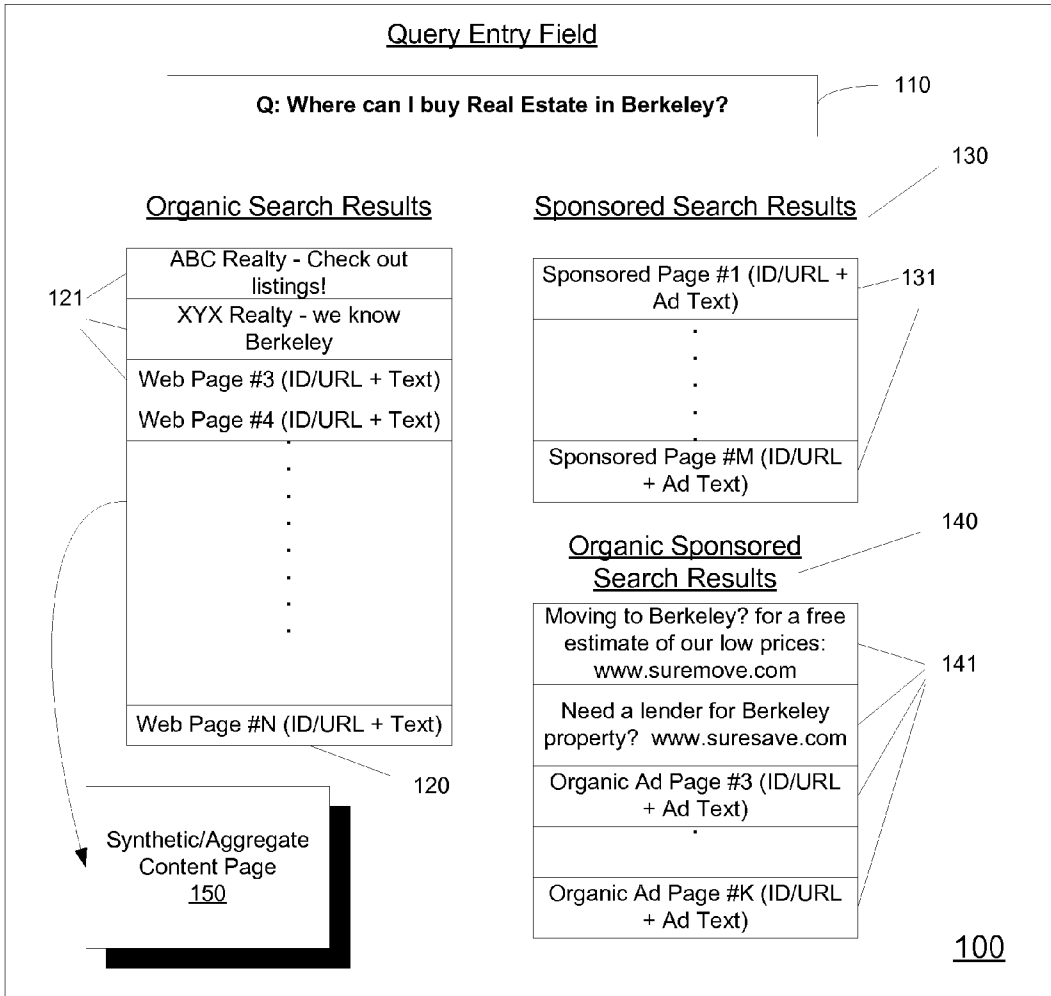 Query Entry Field
Q: Where can I buy Real Estate in Berkeley?
110
130
Organic Search Results
Sponsored Search Results
121
ABC Realty - Check out
listings!
XYX Realty - we know
Berkeley
Web Page #3 (ID/URL + Text)
Web Page #4 (ID/URL + Text)
Web Page #N (ID/URL + Text)
120
Sponsored Page #1 (ID/URL +
Ad Text)
131
Sponsored Page #M (ID/URL
+ Ad Text)
140
Organic Sponsored
Search Results
Moving to Berkeley? for a free
estimate of our low prices:
www.suremove.com
141
Need a lender for Berkeley
property? www.suresave.com
Organic Ad Page #3 (ID/URL
+ Ad Text)
Organic Ad Page #K (ID/URL
+ Ad Text)
Synthetic/Aggregate
Content Page
150
100